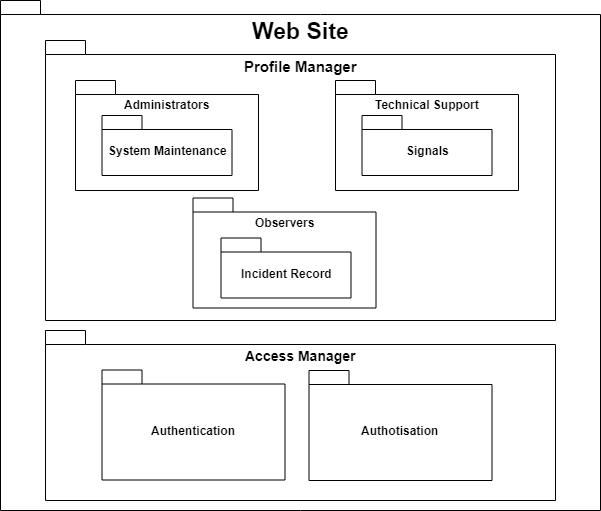 Web Site
Profile Manager
Administrators
Technical Support
System Maintenance
Signals
Observers
Incident Record
Access Manager
Authentication
Authotisation